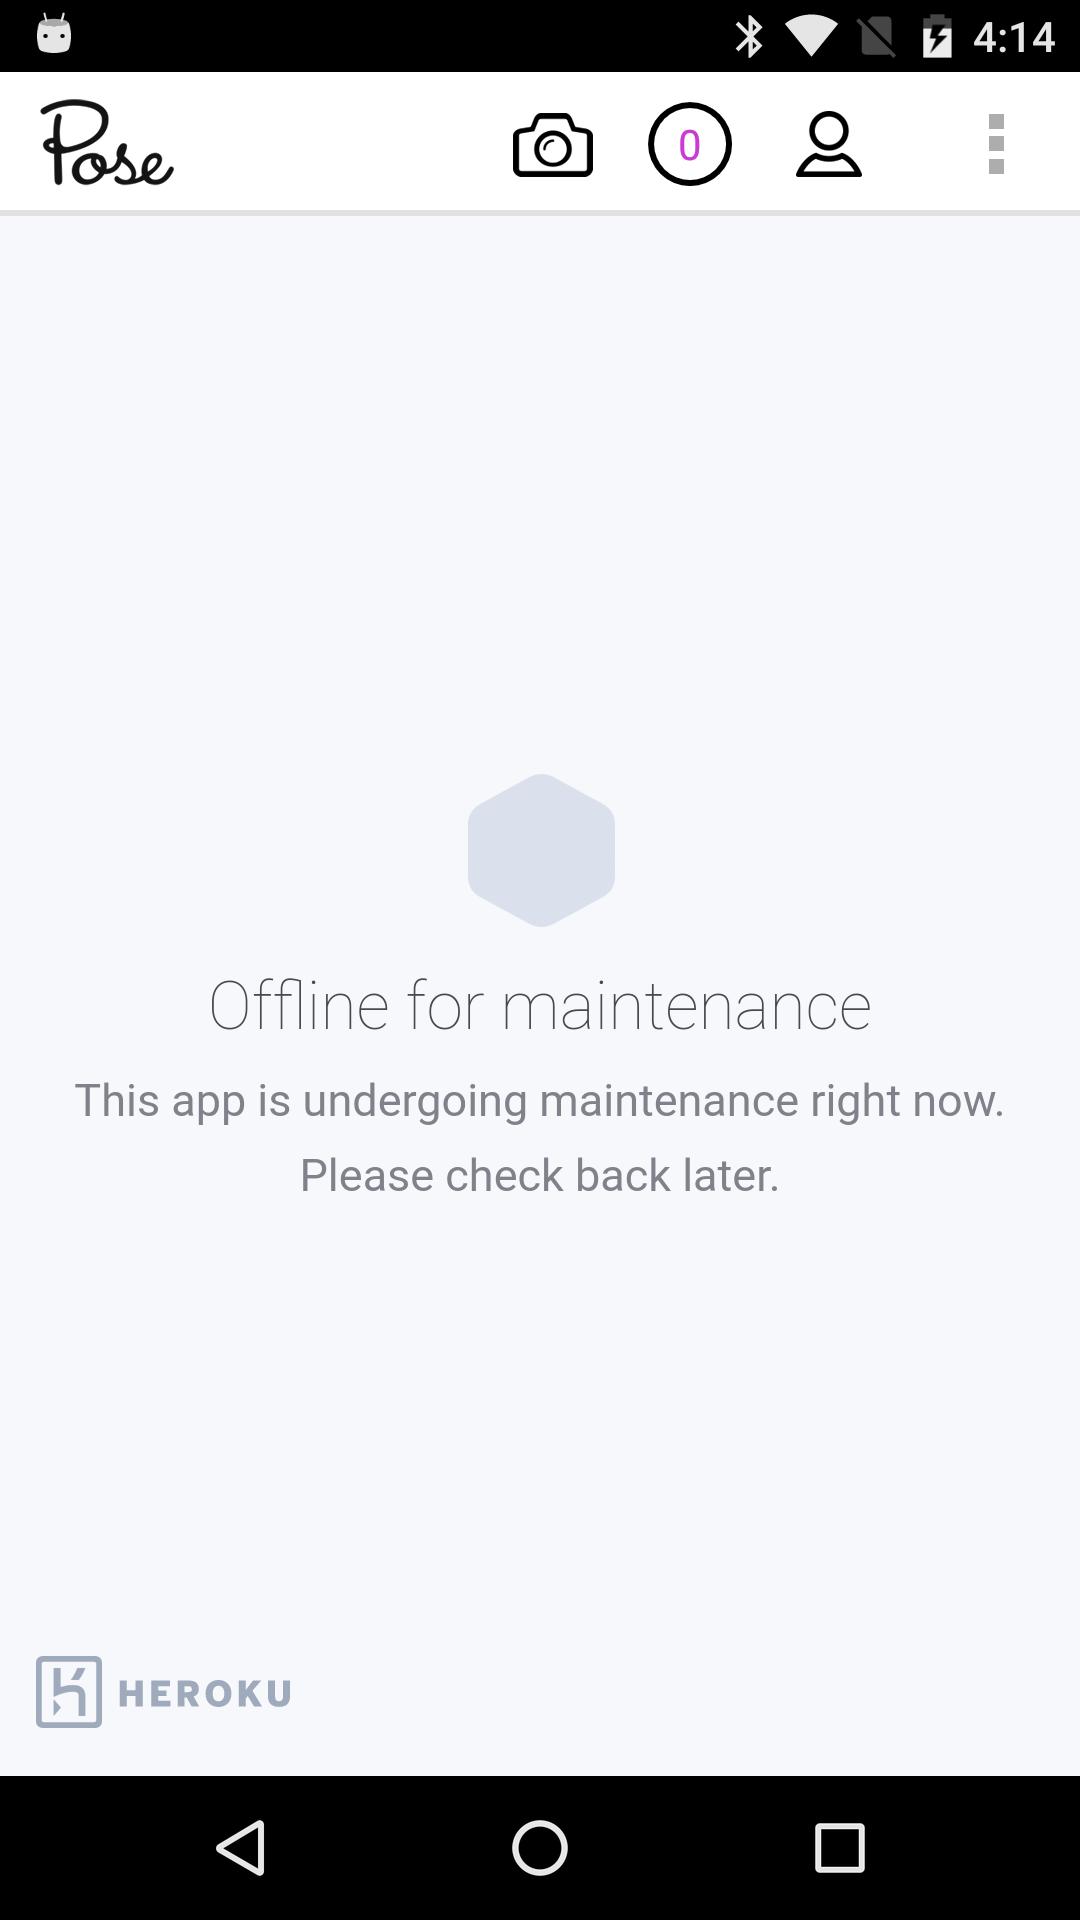 4:14
Pose
0
Offline for maintenance
This app is undergoing maintenance right now.
Please check back later.
HEROKU